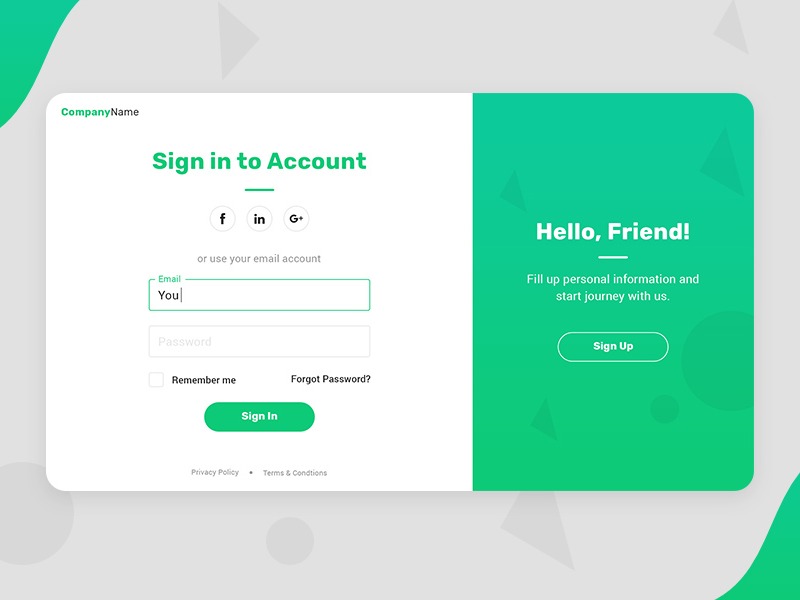 CompanyName
Sign in to Account
f
in
G+
or use your email account
Email
You
Password
Remember me
Forgot Password?
Sign In
Privacy Policy • Terms & Condtions
Hello, Friend!
Fill up personal information and
start journey with us.
Sign Up